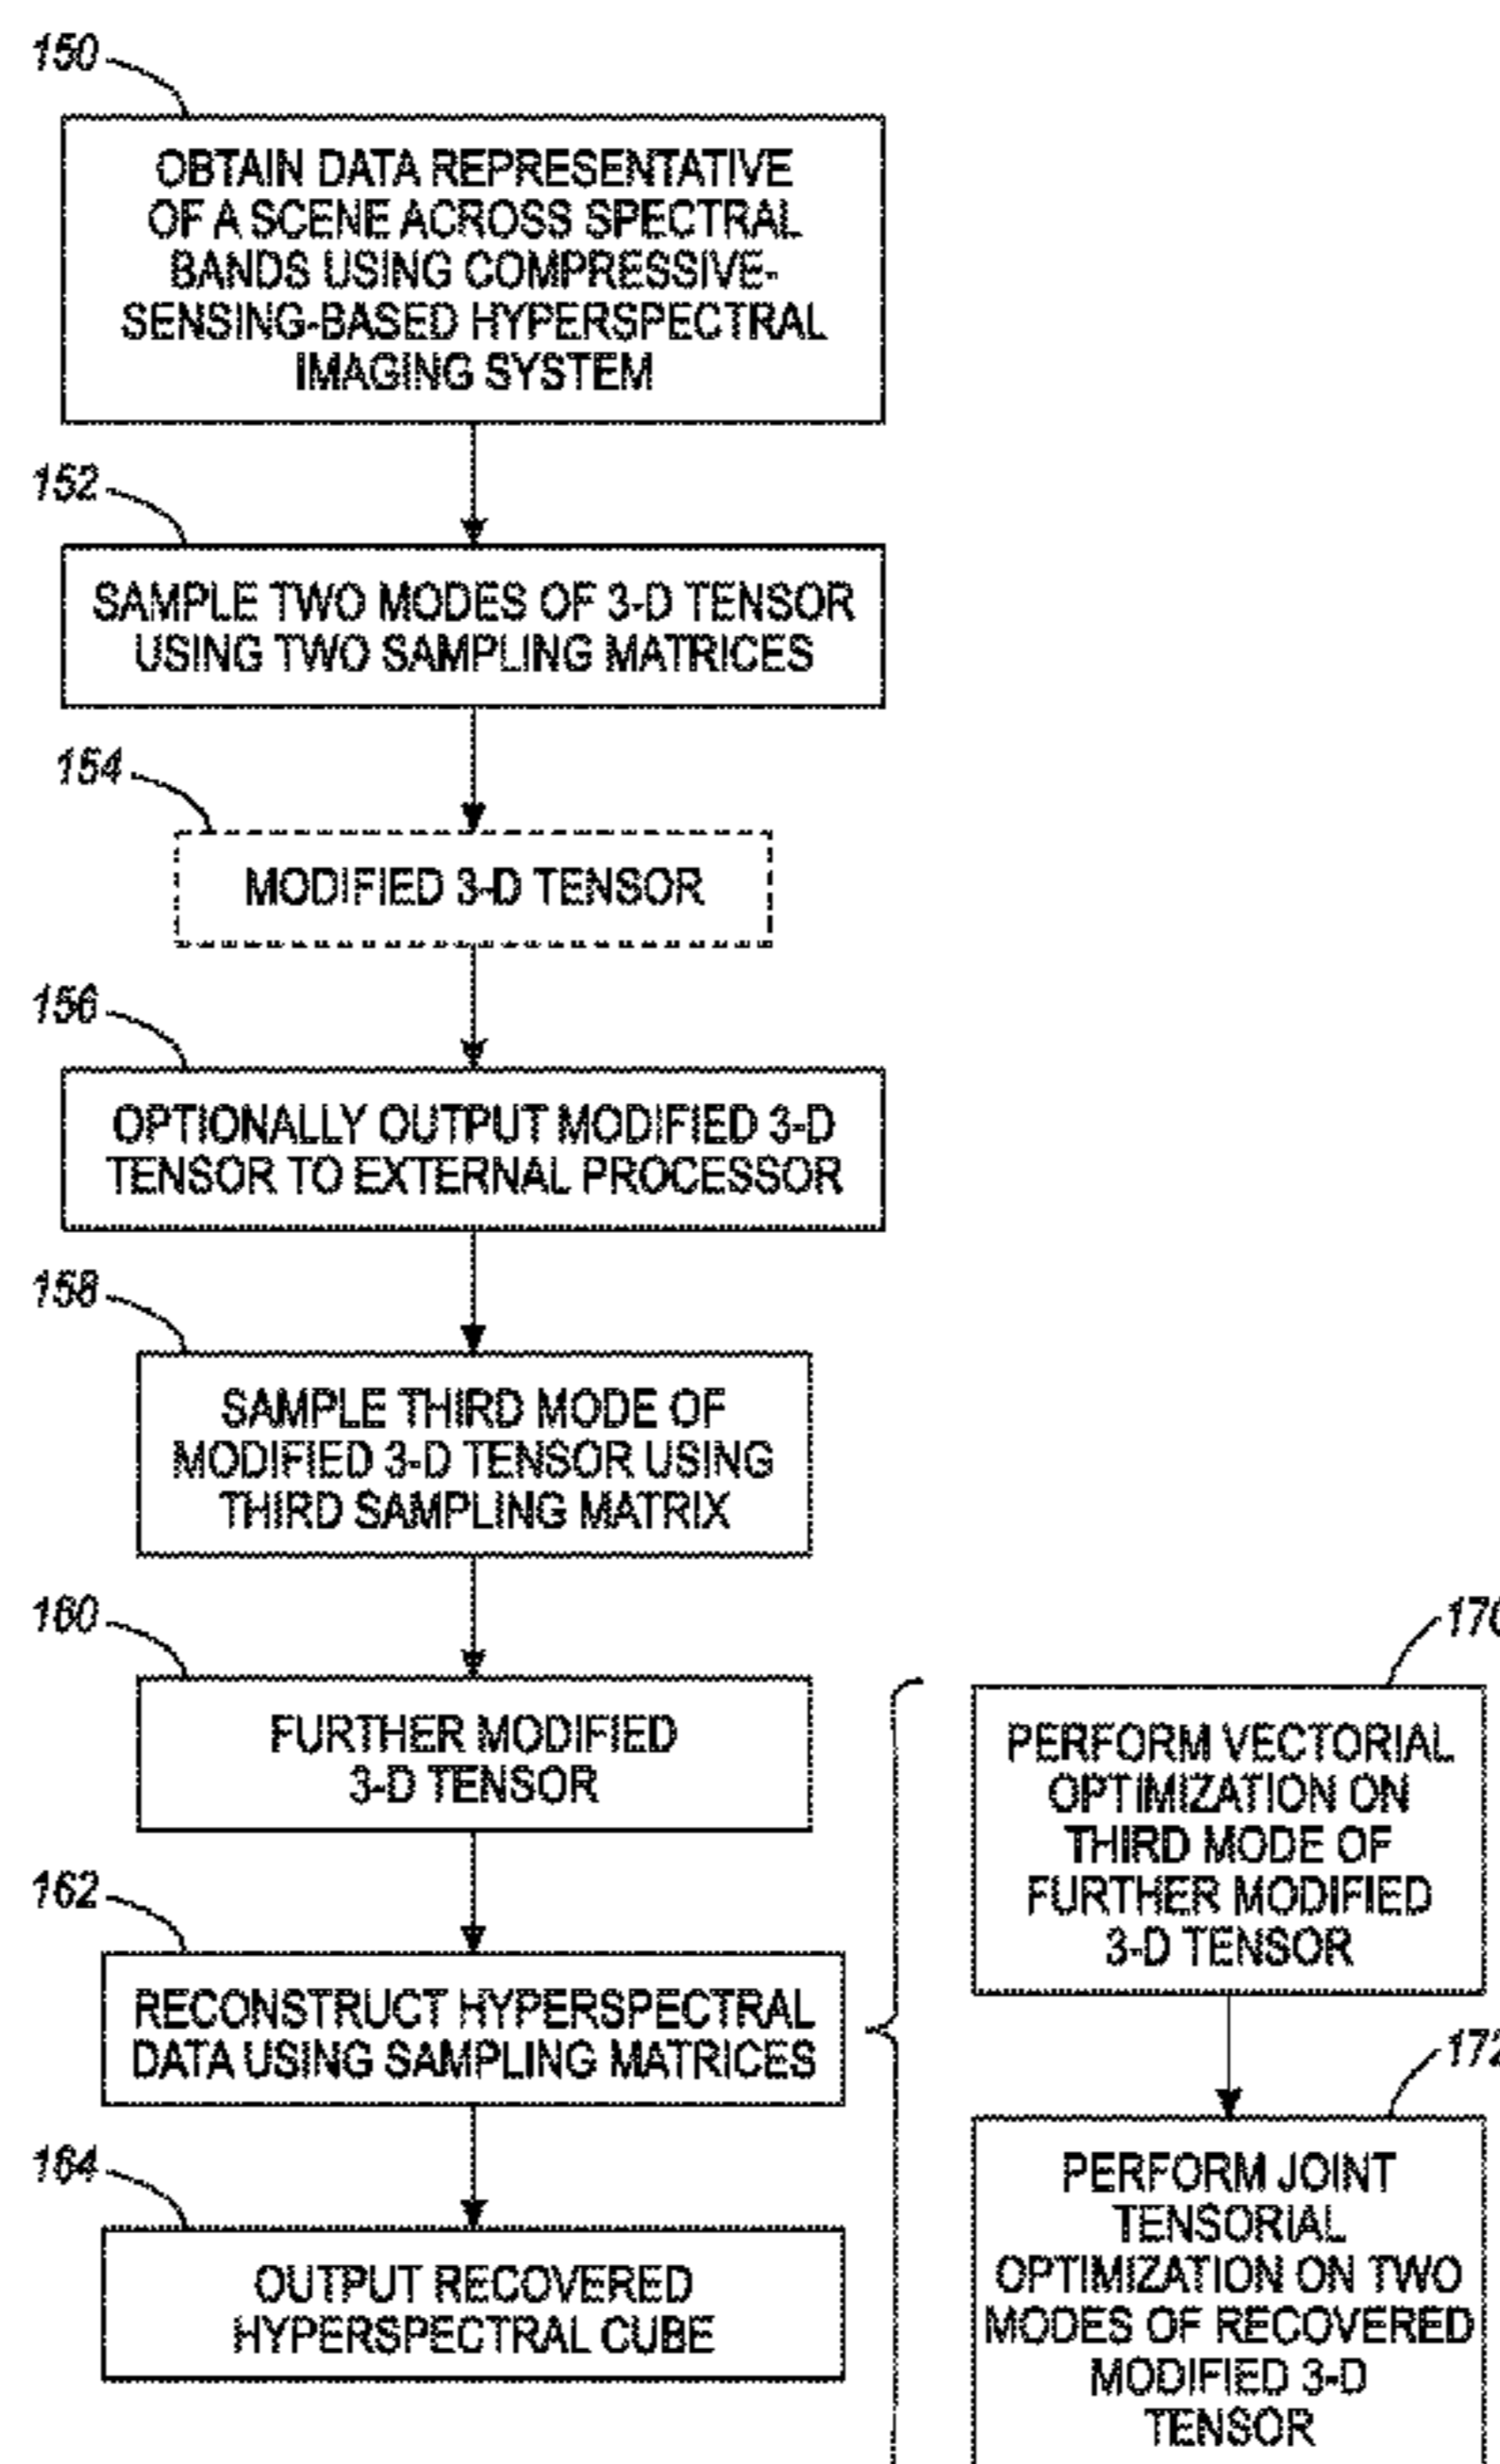 150
OBTAIN DATA REPRESENTATIVE
OF A SCENE ACROSS SPECTRAL
BANDS USING COMPRESSIVE-
SENSING-BASED HYPERSPECTRAL
IMAGING SYSTEM
152
SAMPLE TWO MODES OF 3-D TENSOR
USING TWO SAMPLING MATRICES
154
MODIFIED 3-D TENSOR
156
OPTIONALLY OUTPUT MODIFIED 3-D
TENSOR TO EXTERNAL PROCESSOR
158
SAMPLE THIRD MODE OF
MODIFIED 3-D TENSOR USING
THIRD SAMPLING MATRIX
160
FURTHER MODIFIED
3-D TENSOR
162
RECONSTRUCT HYPERSPECTRAL
DATA USING SAMPLING MATRICES
164
OUTPUT RECOVERED
HYPERSPECTRAL CUBE
170
PERFORM VECTORIAL
OPTIMIZATION ON
THIRD MODE OF
FURTHER MODIFIED
3-D TENSOR
172
PERFORM JOINT
TENSORIAL
OPTIMIZATION ON TWO
MODES OF RECOVERED
MODIFIED 3-D
TENSOR